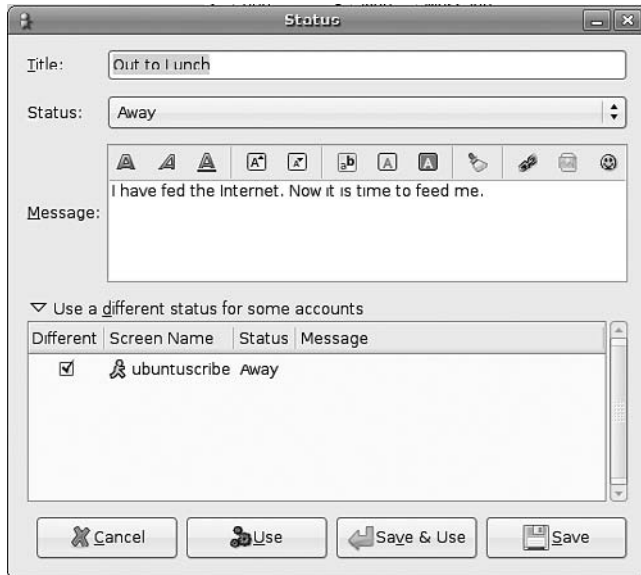 Status
Title: Out to Lunch
Status: Away
Message: I have fed the Internet. Now it is time to feed me.
Use a different status for some accounts
Different Screen Name Status Message
ubuntuscribe Away
Cancel Use Save & Use Save